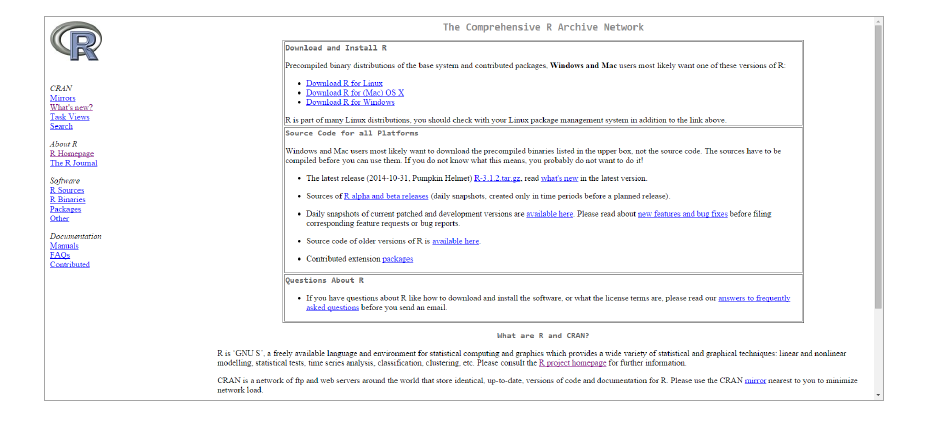 R
CRAN
Mirrors
What's new?
Task Views
Search
About R
R Homepage
The R Journal
Software
R Sources
R Binaries
Packages
Other
Documentation
Manuals
FAQs
Contributed
The Comprehensive R Archive Network
Download and Install R
Precompiled binary distributions of the base system and contributed packages, Windows and Mac users most likely want one of these versions of R:
• Download R for Linux
• Download R for (Mac) OS X
• Download R for Windows
R is part of many Linux distributions, you should check with your Linux package management system in addition to the link above.
Source Code for all Platforms
Windows and Mac users most likely want to download the precompiled binaries listed in the upper box, not the source code. The sources have to be
compiled before you can use them. If you do not know what this means, you probably do not want to do it!
• The latest release (2014-10-31, Pumpkin Helmet) R-3.1.2.tar.gz, read what's new in the latest version.
• Sources of R alpha and beta releases (daily snapshots, created only in time periods before a planned release).
• Daily snapshots of current patched and development versions are available here. Please read about new features and bug fixes before filing
corresponding feature requests or bug reports.
• Source code of older versions of R is available here.
• Contributed extension packages
Questions About R
• If you have questions about R like how to download and install the software, or what the license terms are, please read our answers to frequently
asked questions before you send an email.
What are R and CRAN?
R is `GNU S', a freely available language and environment for statistical computing and graphics which provides a wide variety of statistical and graphical techniques: linear and nonlinear
modelling, statistical tests, time series analysis, classification, clustering, etc. Please consult the R project homepage for further information.
CRAN is a network of ftp and web servers around the world that store identical, up-to-date, versions of code and documentation for R. Please use the CRAN mirror nearest to you to minimize
network load.